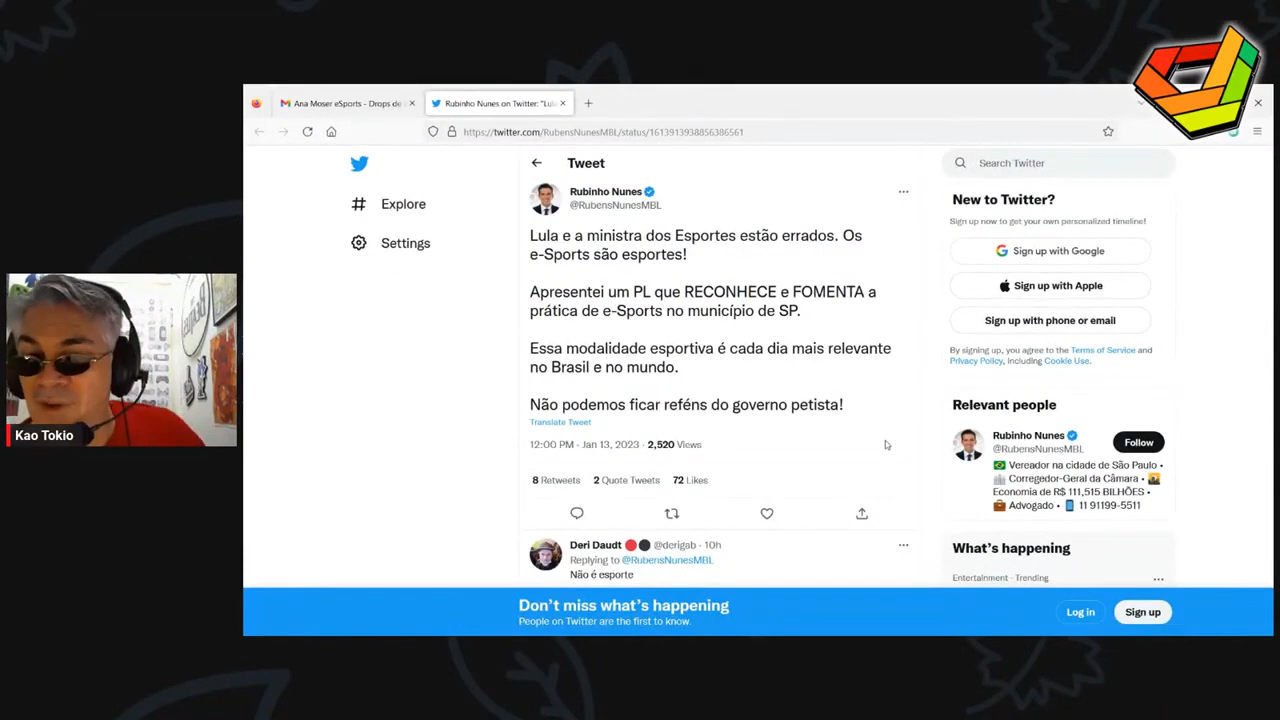 Ana Moser eSports - Drops de
Rubinho Nunes on Twitter: "Lul
https://twitter.com/RubensNunesMBL/status/1613913938856386561
Explore
Settings
Tweet
Rubinho Nunes
@RubensNunesMBL
Lula e a ministra dos Esportes estão errados. Os
e-Sports são esportes!
Apresentei um PL que RECONHECE e FOMENTA a
prática de e-Sports no município de SP.
Essa modalidade esportiva é cada dia mais relevante
no Brasil e no mundo.
Não podemos ficar reféns do governo petista!
Translate Tweet
12:00 PM · Jan 13, 2023 · 2,520 Views
8 Retweets 2 Quote Tweets 72 Likes
Deri Daudt @derigab · 10h
Replying to @RubensNunesMBL
Não é esporte
Search Twitter
New to Twitter?
Sign up now to get your own personalized timeline!
Sign up with Google
Sign up with Apple
Sign up with phone or email
By signing up, you agree to the Terms of Service and
Privacy Policy, including Cookie Use.
Relevant people
Rubinho Nunes
@RubensNunesMBL
Follow
Vereador na cidade de São Paulo •
Corregedor-Geral da Câmara •
Economia de R$ 111,515 BILHÕES •
Advogado • 11 91199-5511
What's happening
Entertainment · Trending
Don't miss what's happening
People on Twitter are the first to know.
Log in
Sign up
Kao Tokio